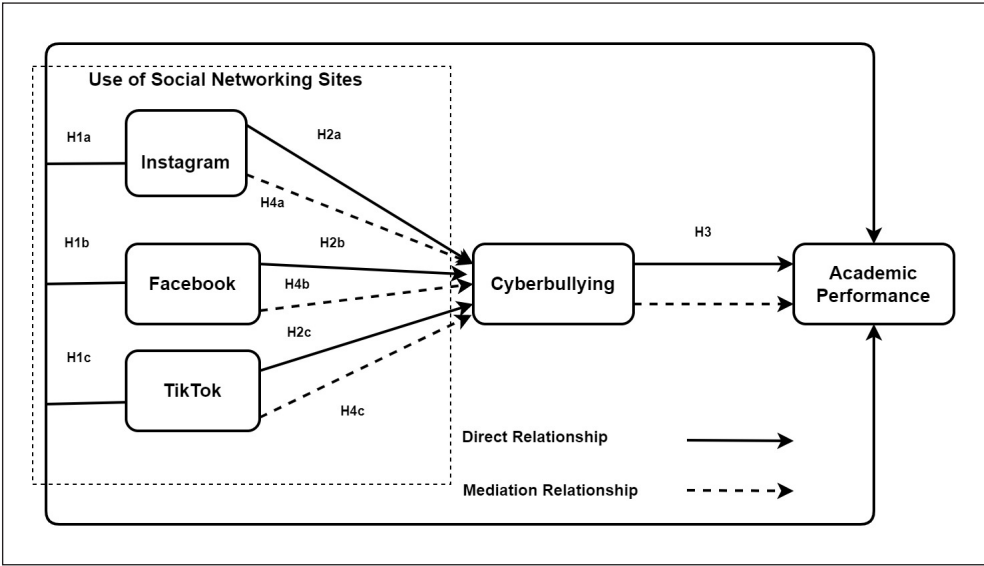 Use of Social Networking Sites
H1a
H2a
Instagram
H4a
H1b
H2b
H3
Facebook
H4b
Cyberbullying
Academic
Performance
H2c
H1c
TikTok
H4c
Direct Relationship
Mediation Relationship